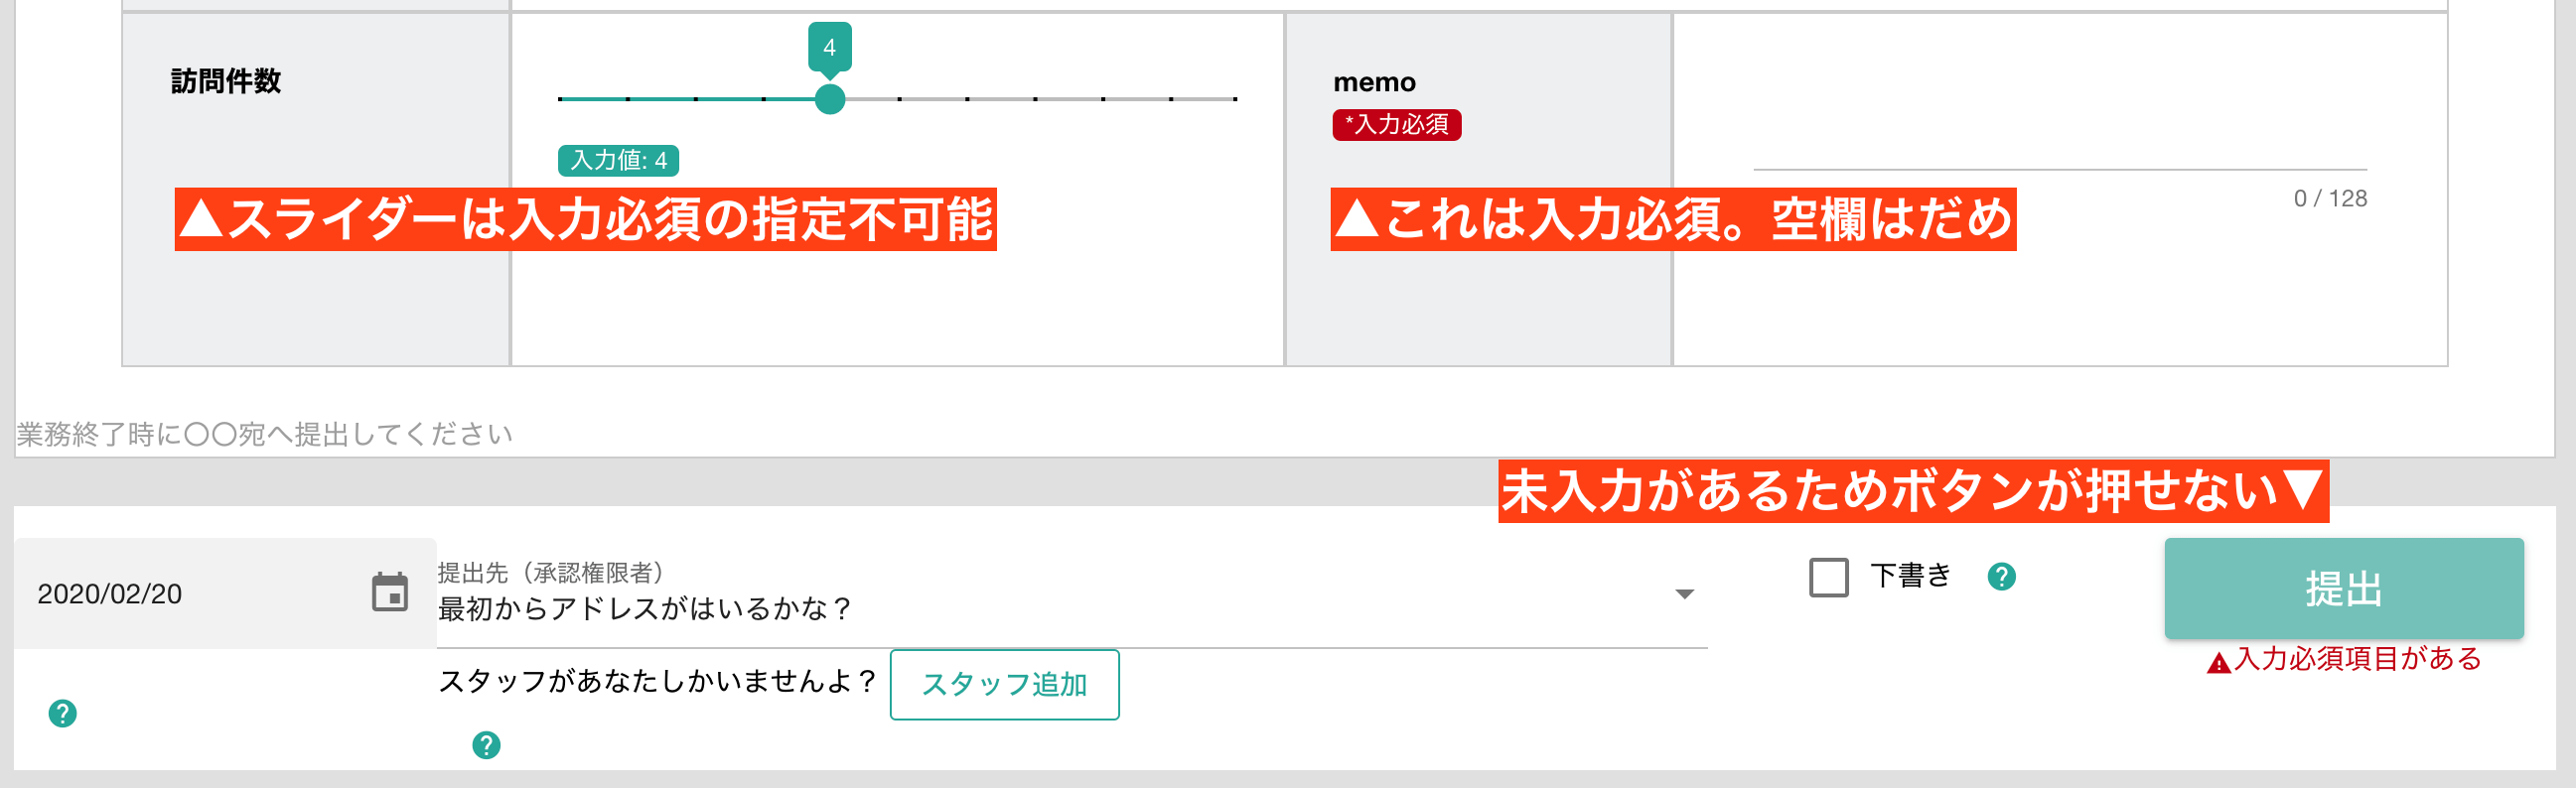 4
訪問件数
入力値: 4
▲スライダーは入力必須の指定不可能
memo
*入力必須
0 / 128
▲これは入力必須。空欄はだめ
業務終了時に〇〇宛へ提出してください
未入力があるためボタンが押せない▼
2020/02/20
提出先（承認権限者）
最初からアドレスがはいるかな？
スタッフがあなたしかいませんよ？
スタッフ追加
下書き
提出
入力必須項目がある